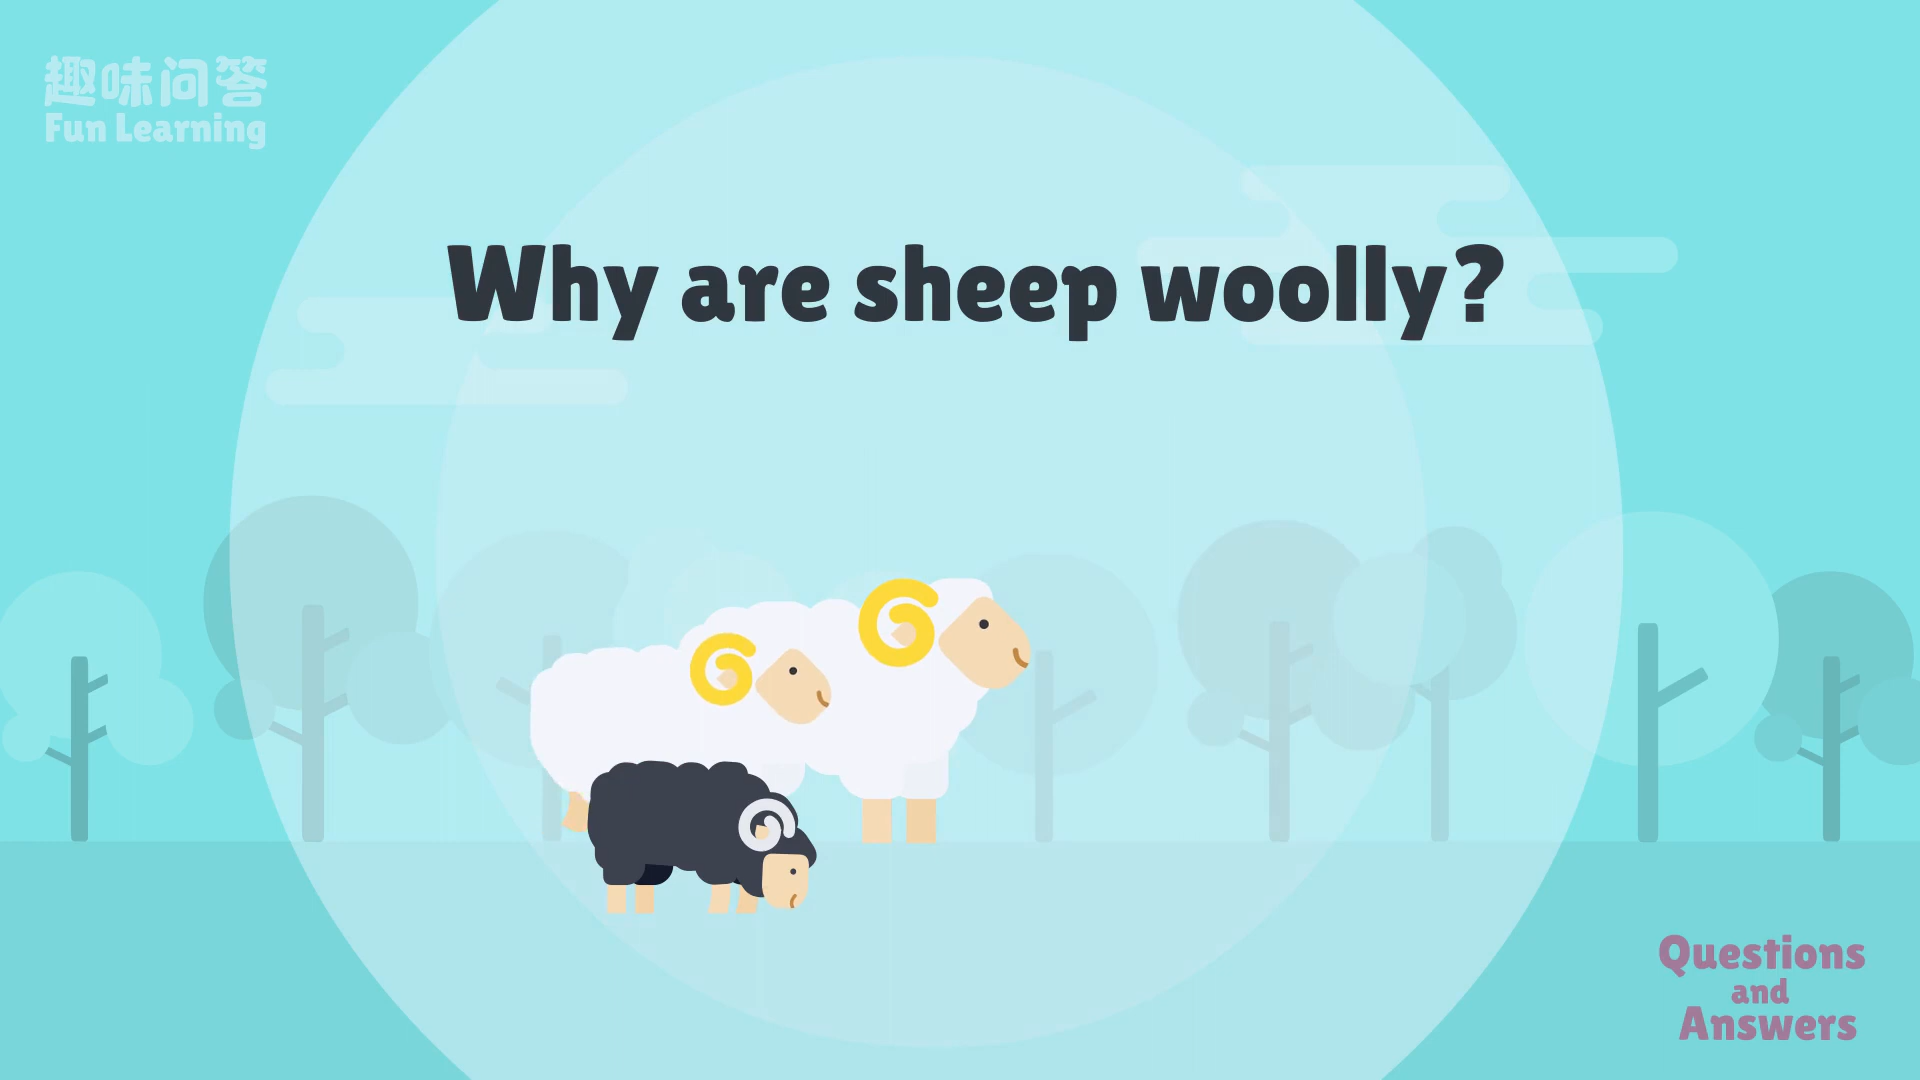 趣味问答
Fun Learning
Why are sheep woolly?
Questions
and
Answers